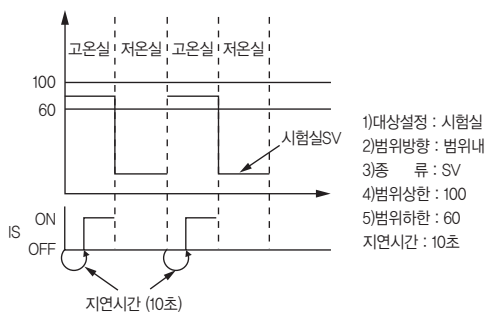 고온실 저온실 고온실 저온실
100
60
시험실SV
IS
ON
OFF
지연시간 (10초)
1)대상설정 : 시험실
2)범위방향 : 범위내
3)종 류 : SV
4)범위상한 : 100
5)범위하한 : 60
지연시간 : 10초